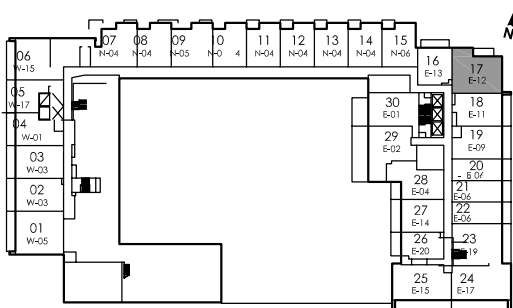 07
N-04
08
N-04
09
N-05
10
N-0 4
11
N-04
12
N-04
13
N-04
14
N-04
15
N-06
N
06
W-15
16
E-13
17
E-12
05
W-17
30
E-01
18
E-11
04
W-01
29
E-02
19
E-09
03
W-03
20
28
E-04
21
E-06
02
W-03
27
E-14
22
E-06
01
W-05
26
E-20
23
E-19
25
E-15
24
E-17